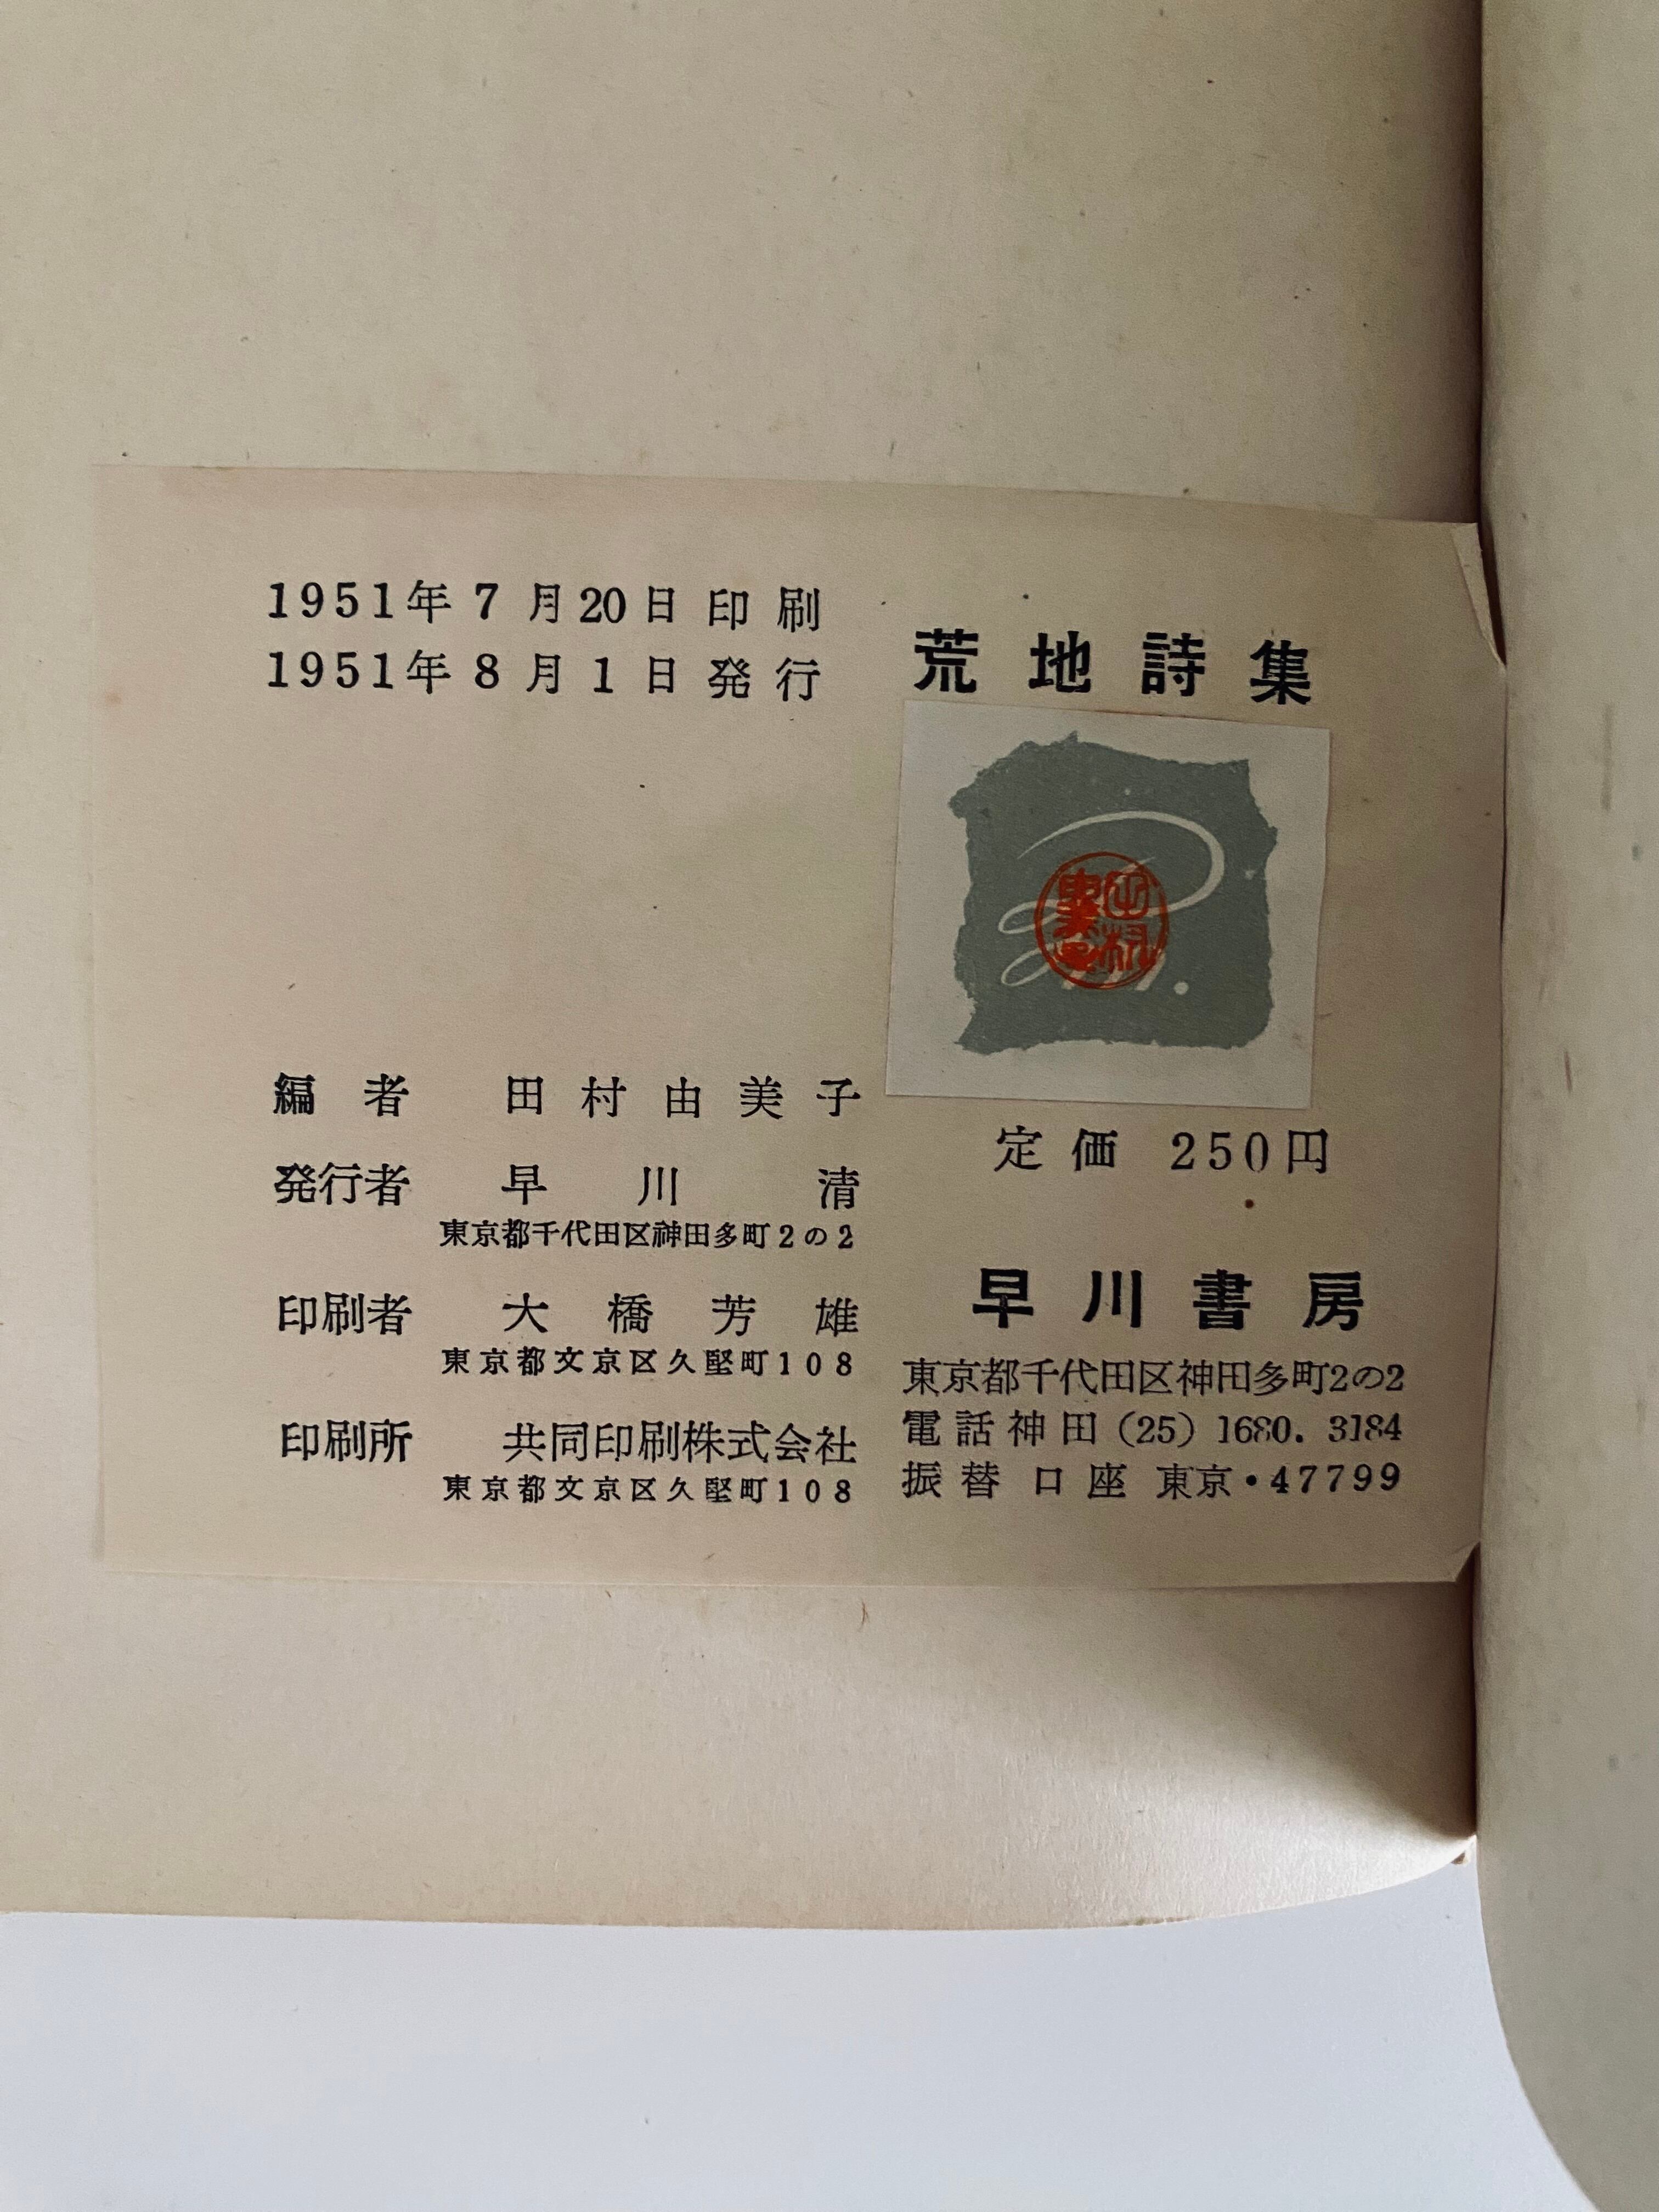 1951年7月20日印刷
1951年8月1日発行
荒地詩集
定価 250円
編者 田村由美子
発行者 早川清
東京都千代田区神田多町2の2
印刷者 大橋芳雄
東京都文京区久堅町108
印刷所 共同印刷株式会社
東京都文京区久堅町108
早川書房
東京都千代田区神田多町2の2
電話神田(25)1680. 3184
振替口座 東京・47799